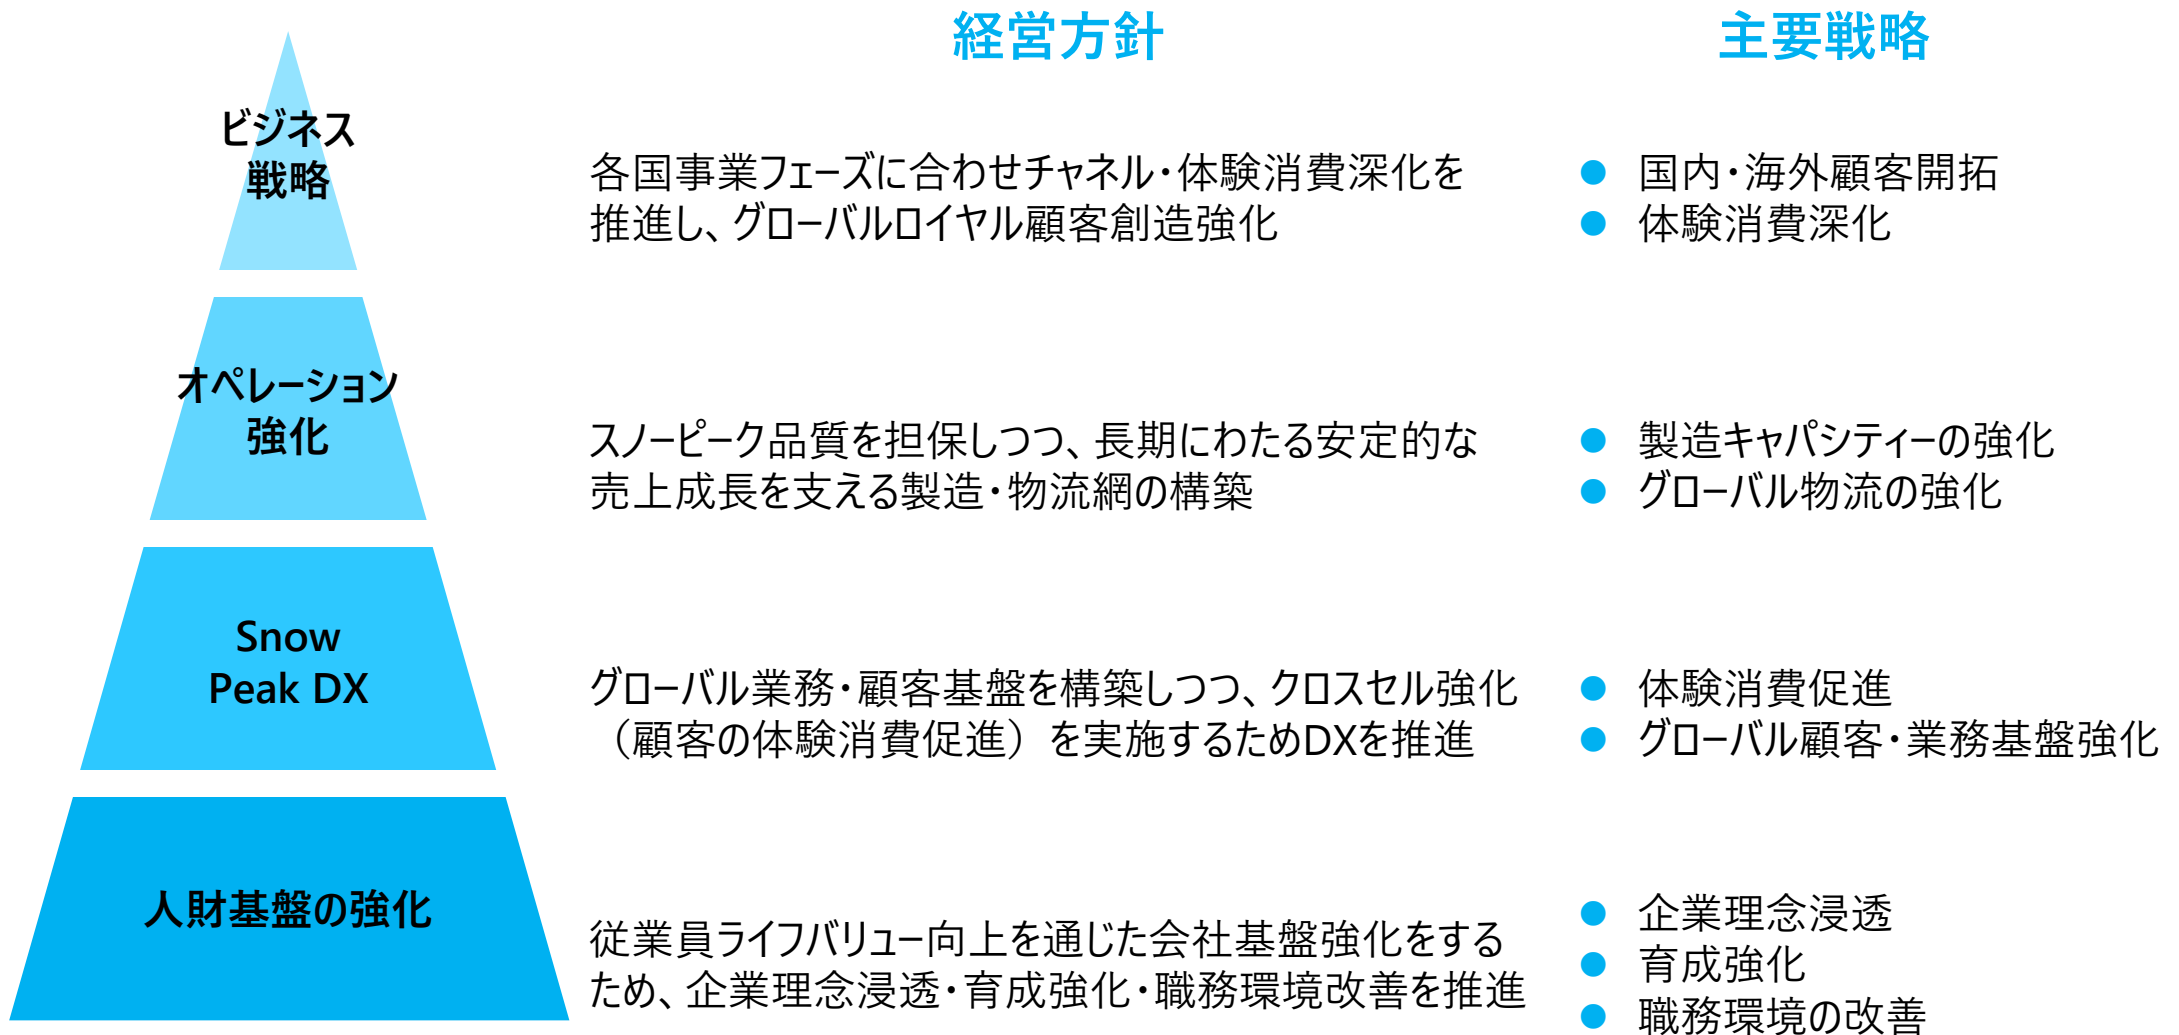 経営方針
主要戦略
ビジネス
戦略
各国事業フェーズに合わせチャネル・体験消費深化を
推進し、グローバルロイヤル顧客創造強化
● 国内・海外顧客開拓
● 体験消費深化
オペレーション
強化
スノーピーク品質を担保しつつ、長期にわたる安定的な
売上成長を支える製造・物流網の構築
● 製造キャパシティーの強化
● グローバル物流の強化
Snow
Peak DX
グローバル業務・顧客基盤を構築しつつ、クロスセル強化
（顧客の体験消費促進）を実施するためDXを推進
● 体験消費促進
● グローバル顧客・業務基盤強化
人財基盤の強化
従業員ライフバリュー向上を通じた会社基盤強化をする
ため、企業理念浸透・育成強化・職務環境改善を推進
● 企業理念浸透
● 育成強化
● 職務環境の改善